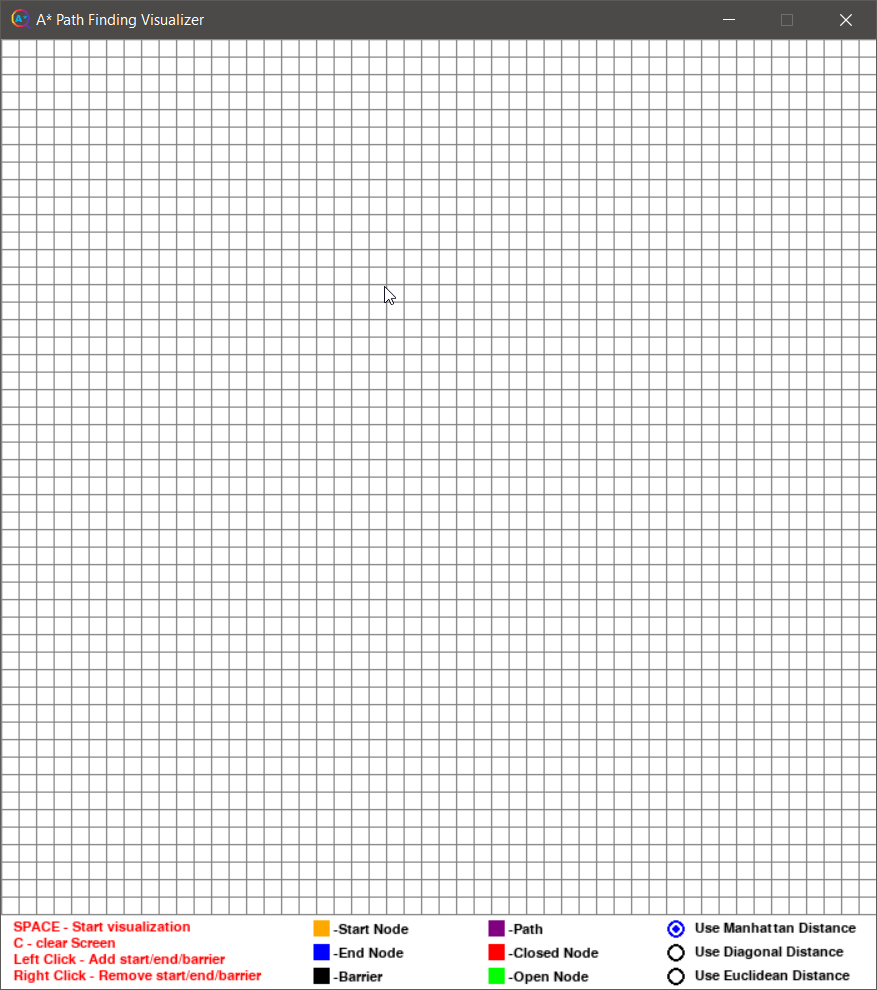 A* A* Path Finding Visualizer
SPACE - Start visualization
C - clear Screen
Left Click - Add start/end/barrier
Right Click - Remove start/end/barrier
-Start Node
-End Node
-Barrier
-Path
-Closed Node
-Open Node
Use Manhattan Distance
Use Diagonal Distance
Use Euclidean Distance